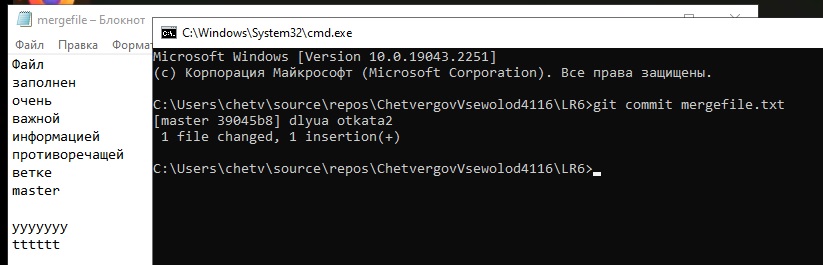 mergefile – Блокнот
Файл Правка Формат
Файл
заполнен
очень
важной
информацией
противоречащей
ветке
master
yyyyyyy
tttttt
C:\Windows\System32\cmd.exe
Microsoft Windows [Version 10.0.19043.2251]
(c) Корпорация Майкрософт (Microsoft Corporation). Все права защищены.
C:\Users\chetv\source\repos\ChetvergovVsewolod4116\LR6>git commit mergefile.txt
[master 39045b8] dlyua otkata2
1 file changed, 1 insertion(+)
C:\Users\chetv\source\repos\ChetvergovVsewolod4116\LR6>